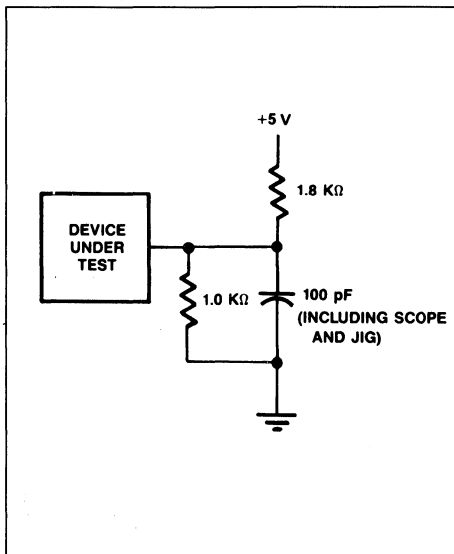 +5 V
1.8 KΩ
DEVICE
UNDER
TEST
1.0 KΩ
100 pF
(INCLUDING SCOPE
AND JIG)